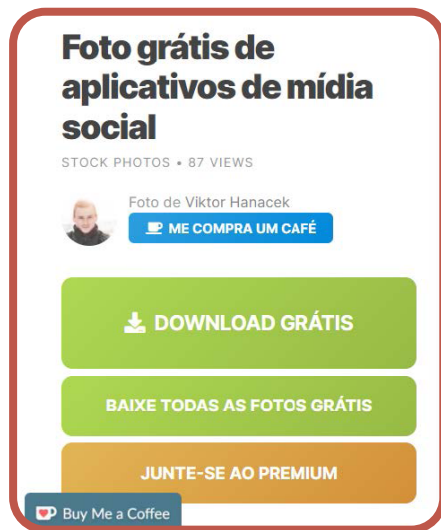 Foto grátis de
aplicativos de mídia
social
STOCK PHOTOS • 87 VIEWS
Foto de Viktor Hanacek
ME COMPRA UM CAFÉ
DOWNLOAD GRÁTIS
BAIXE TODAS AS FOTOS GRÁTIS
JUNTE-SE AO PREMIUM
Buy Me a Coffee